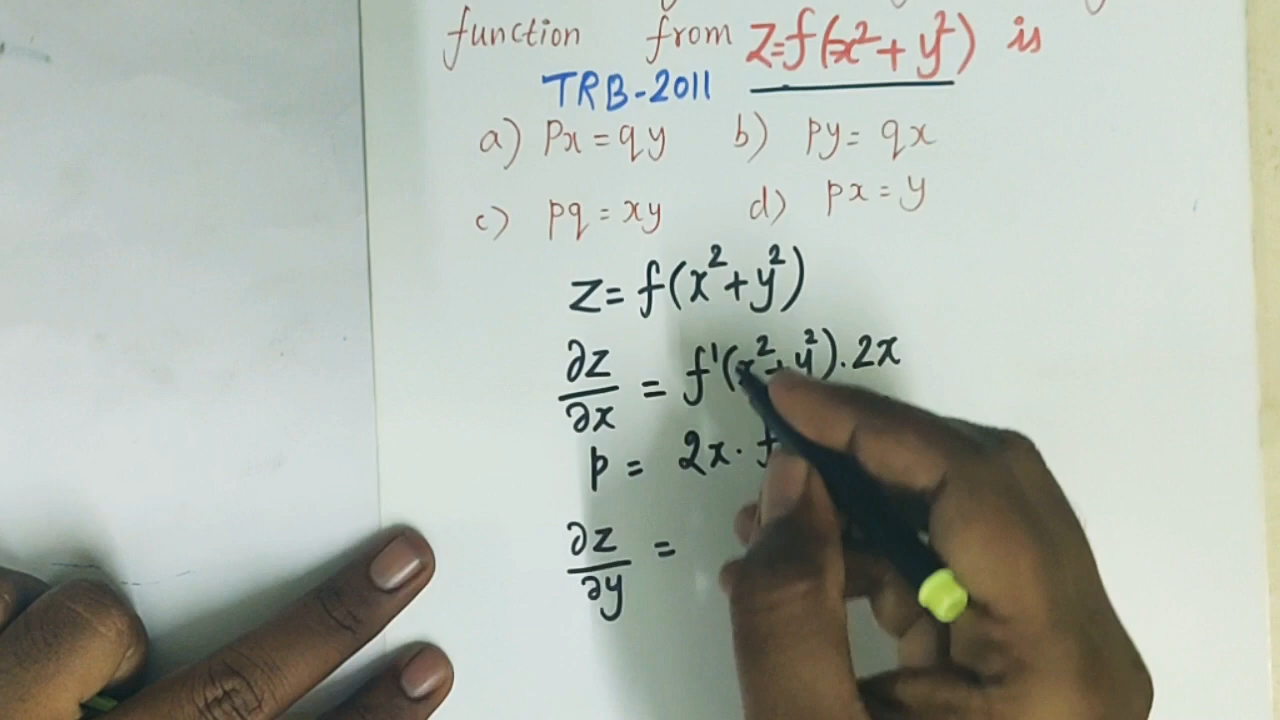 function from z=f(x²+y²) is
TRB-2011
a) px = qy b) py = qx
c) pq = xy d) px = y
z = f(x²+y²)
∂z/∂x = f'(x²+y²).2x
p = 2x. f
∂z/∂y =